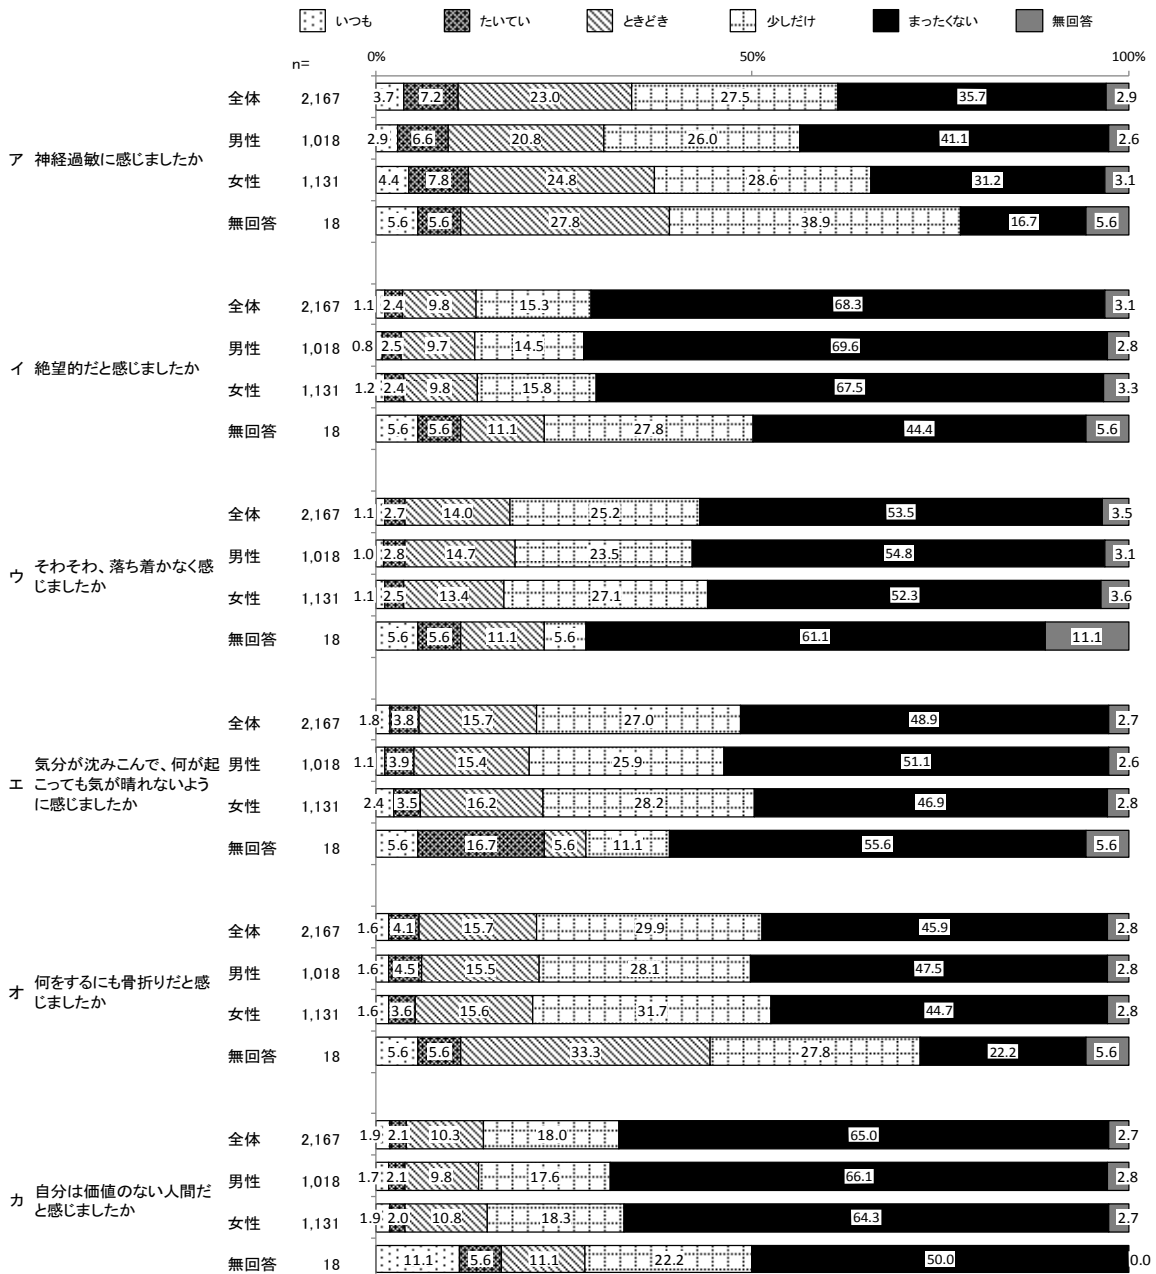 いつも たいてい ときどき 少しだけ まったくない 無回答
n= 0% 50% 100%
全体 2,167 3.7 7.2 23.0 27.5 35.7 2.9
男性 1,018 2.9 6.6 20.8 26.0 41.1 2.6
ア 神経過敏に感じましたか
女性 1,131 4.4 7.8 24.8 28.6 31.2 3.1
無回答 18 5.6 5.6 27.8 38.9 16.7 5.6
全体 2,167 1.1 2.4 9.8 15.3 68.3 3.1
男性 1,018 0.8 2.5 9.7 14.5 69.6 2.8
イ 絶望的だと感じましたか
女性 1,131 1.2 2.4 9.8 15.8 67.5 3.3
無回答 18 5.6 5.6 11.1 27.8 44.4 5.6
全体 2,167 1.1 2.7 14.0 25.2 53.5 3.5
男性 1,018 1.0 2.8 14.7 23.5 54.8 3.1
ウ そわそわ、落ち着かなく感
じましたか
女性 1,131 1.1 2.5 13.4 27.1 52.3 3.6
無回答 18 5.6 5.6 11.1 5.6 61.1 11.1
全体 2,167 1.8 3.8 15.7 27.0 48.9 2.7
男性 1,018 1.1 3.9 15.4 25.9 51.1 2.6
エ 気分が沈みこんで、何が起
こっても気が晴れないよう
に感じましたか
女性 1,131 2.4 3.5 16.2 28.2 46.9 2.8
無回答 18 5.6 16.7 5.6 11.1 55.6 5.6
全体 2,167 1.6 4.1 15.7 29.9 45.9 2.8
男性 1,018 1.6 4.5 15.5 28.1 47.5 2.8
オ 何をするにも骨折りだと感
じましたか
女性 1,131 1.6 3.6 15.6 31.7 44.7 2.8
無回答 18 5.6 5.6 33.3 27.8 22.2 5.6
全体 2,167 1.9 2.1 10.3 18.0 65.0 2.7
男性 1,018 1.7 2.1 9.8 17.6 66.1 2.8
カ 自分は価値のない人間だ
と感じましたか
女性 1,131 1.9 2.0 10.8 18.3 64.3 2.7
無回答 18 11.1 5.6 11.1 22.2 50.0 0.0